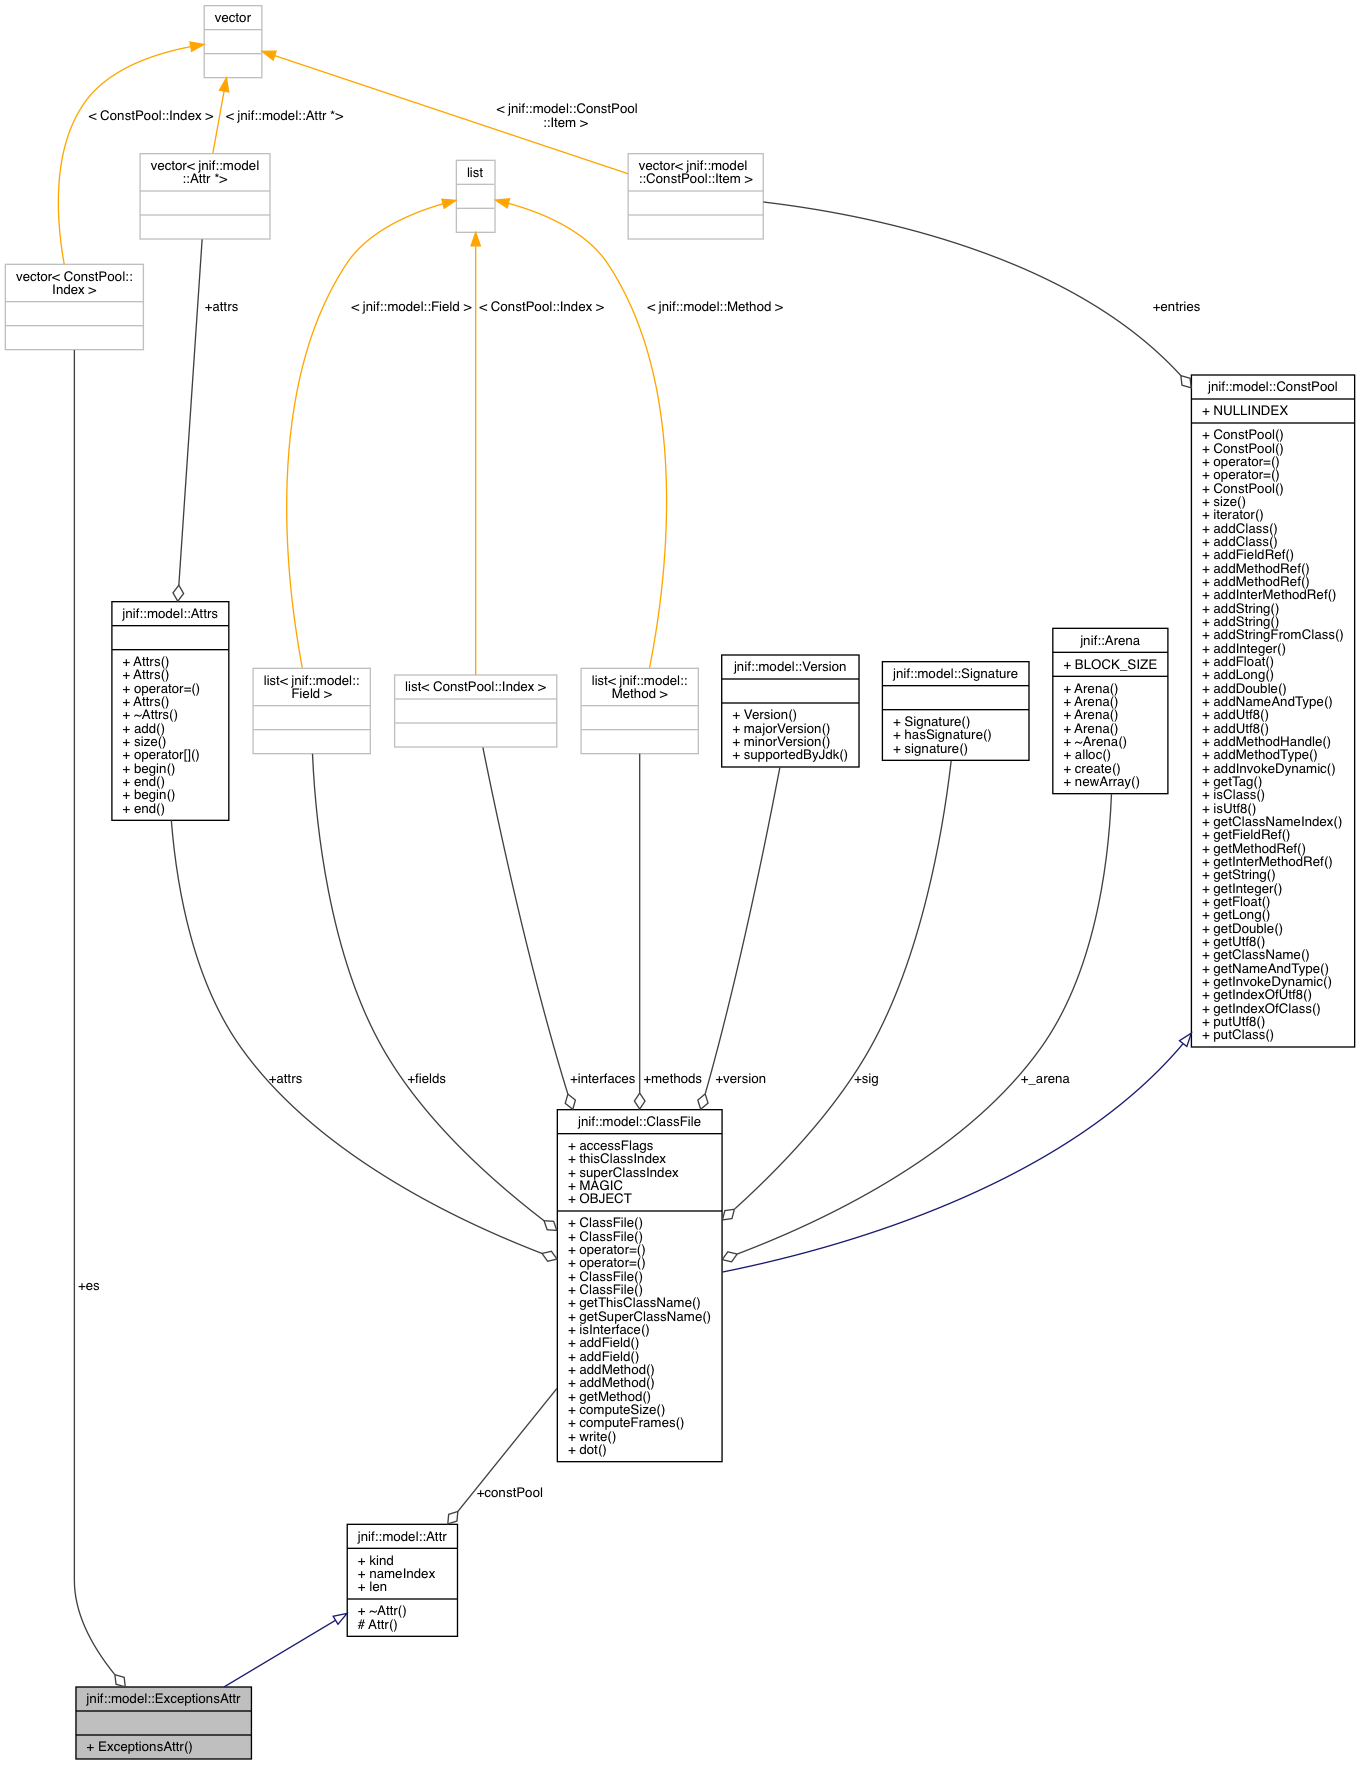 vector
< ConstPool::Index >
< jnif::model::Attr *>
< jnif::model::ConstPool
::Item >
vector< jnif::model
::Attr *>
list
vector< jnif::model
::ConstPool::Item >
vector< ConstPool::
Index >
+attrs
< jnif::model::Field >
< ConstPool::Index >
< jnif::model::Method >
+entries
jnif::model::ConstPool
+ NULLINDEX
+ ConstPool()
+ ConstPool()
+ operator=()
+ operator=()
+ ConstPool()
+ size()
+ iterator()
+ addClass()
+ addClass()
+ addFieldRef()
+ addMethodRef()
+ addMethodRef()
+ addInterMethodRef()
+ addString()
+ addString()
+ addStringFromClass()
+ addInteger()
+ addFloat()
+ addLong()
+ addDouble()
+ addNameAndType()
+ addUtf8()
+ addUtf8()
+ addMethodHandle()
+ addMethodType()
+ addInvokeDynamic()
+ getTag()
+ isClass()
+ isUtf8()
+ getClassNameIndex()
+ getFieldRef()
+ getMethodRef()
+ getInterMethodRef()
+ getString()
+ getInteger()
+ getFloat()
+ getLong()
+ getDouble()
+ getUtf8()
+ getClassName()
+ getNameAndType()
+ getInvokeDynamic()
+ getIndexOfUtf8()
+ getIndexOfClass()
+ putUtf8()
+ putClass()
jnif::model::Attrs
+ Attrs()
+ Attrs()
+ operator=()
+ Attrs()
+ ~Attrs()
+ add()
+ size()
+ operator[]()
+ begin()
+ end()
+ begin()
+ end()
list< jnif::model::
Field >
list< ConstPool::Index >
list< jnif::model::
Method >
jnif::model::Version
+ Version()
+ majorVersion()
+ minorVersion()
+ supportedByJdk()
jnif::model::Signature
+ Signature()
+ hasSignature()
+ signature()
jnif::Arena
+ BLOCK_SIZE
+ Arena()
+ Arena()
+ Arena()
+ Arena()
+ ~Arena()
+ alloc()
+ create()
+ newArray()
+attrs
+fields
+interfaces
+methods
+version
+sig
+_arena
jnif::model::ClassFile
+ accessFlags
+ thisClassIndex
+ superClassIndex
+ MAGIC
+ OBJECT
+ ClassFile()
+ ClassFile()
+ operator=()
+ operator=()
+ ClassFile()
+ ClassFile()
+ getThisClassName()
+ getSuperClassName()
+ isInterface()
+ addField()
+ addField()
+ addMethod()
+ addMethod()
+ getMethod()
+ computeSize()
+ computeFrames()
+ write()
+ dot()
+es
+constPool
jnif::model::Attr
+ kind
+ nameIndex
+ len
+ ~Attr()
# Attr()
jnif::model::ExceptionsAttr
+ ExceptionsAttr()